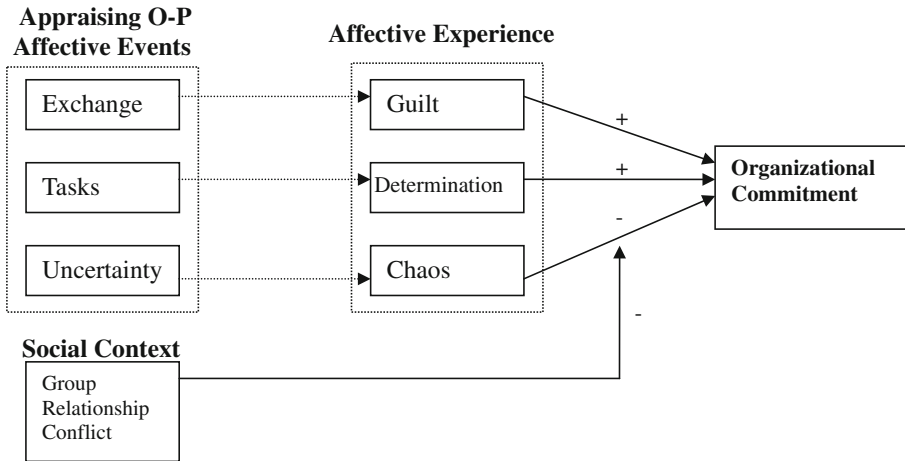 Appraising O-P
Affective Events
Affective Experience
Exchange
Guilt
+
Tasks
Determination
+
Organizational
Commitment
-
Uncertainty
Chaos
-
Social Context
Group
Relationship
Conflict